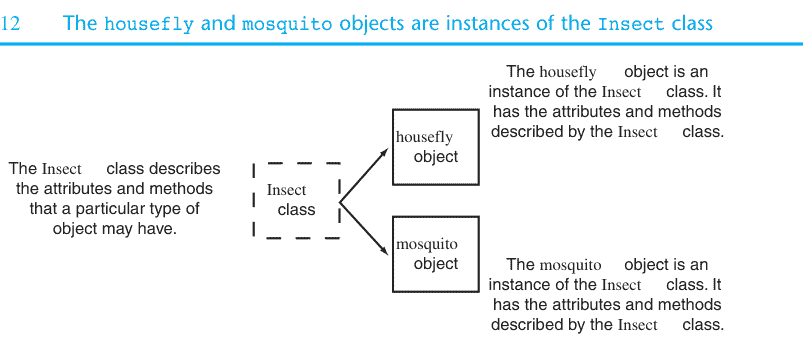 12 The housefly and mosquito objects are instances of the Insect class
The housefly object is an
instance of the Insect class. It
has the attributes and methods
described by the Insect class.
housefly
object
The Insect class describes
the attributes and methods
that a particular type of
object may have.
Insect
class
mosquito
object
The mosquito object is an
instance of the Insect class. It
has the attributes and methods
described by the Insect class.